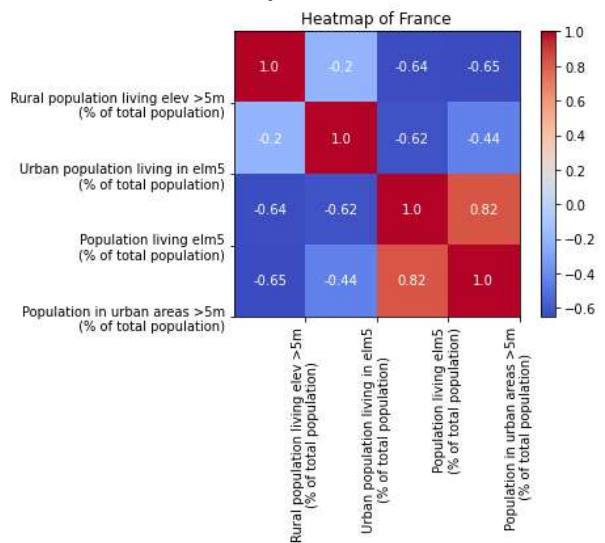 Heatmap of France
1.0 -0.2 -0.64 -0.65
-0.2 1.0 -0.62 -0.44
-0.64 -0.62 1.0 0.82
-0.65 -0.44 0.82 1.0
Rural population living elev >5m
(% of total population)
Urban population living in elm5
(% of total population)
Population living elm5
(% of total population)
Population in urban areas >5m
(% of total population)
Rural population living elev >5m
(% of total population)
Urban population living in elm5
(% of total population)
Population living elm5
(% of total population)
Population in urban areas >5m
(% of total population)
1.0
0.8
0.6
0.4
0.2
0.0
−0.2
−0.4
−0.6